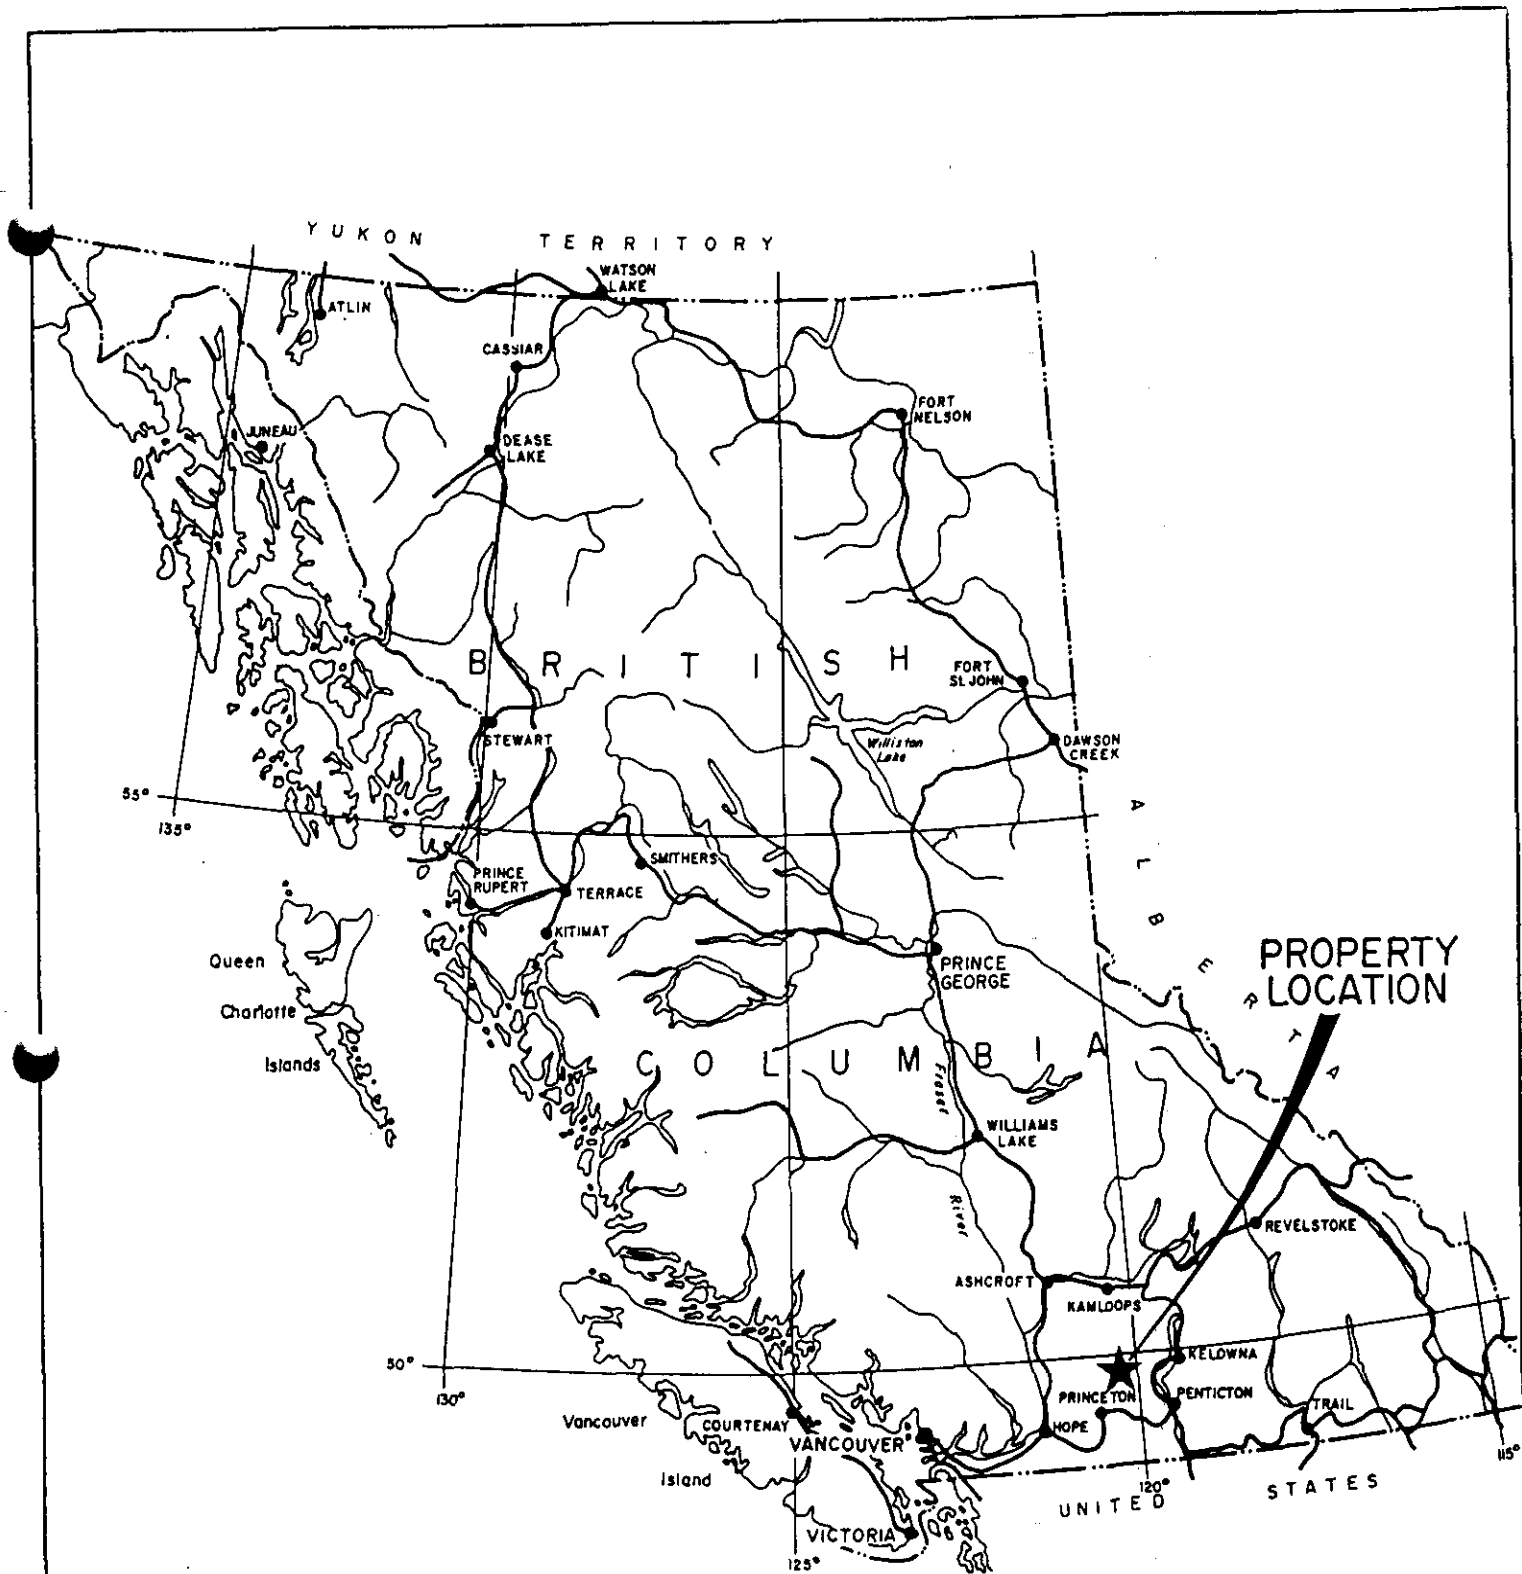 YUKON TERRITORY
WATSON
LAKE
ATLIN
CASSIAR
FORT
NELSON
JUNEAU
DEASE
LAKE
BRITISH
FORT
ST. JOHN
STEWART
Williston
Lake
DAWSON
CREEK
55°
135°
ALBERTA
SMITHERS
PRINCE
RUPERT
TERRACE
KITIMAT
PRINCE
GEORGE
PROPERTY
LOCATION
Queen
Charlotte
Islands
COLUMBIA
Fraser
River
WILLIAMS
LAKE
REVELSTOKE
ASHCROFT
KAMLOOPS
50°
130°
KELOWNA
PRINCETON
PENTICTON
TRAIL
HOPE
Vancouver
Island
COURTENAY
VANCOUVER
115°
120°
UNITED STATES
VICTORIA
125°